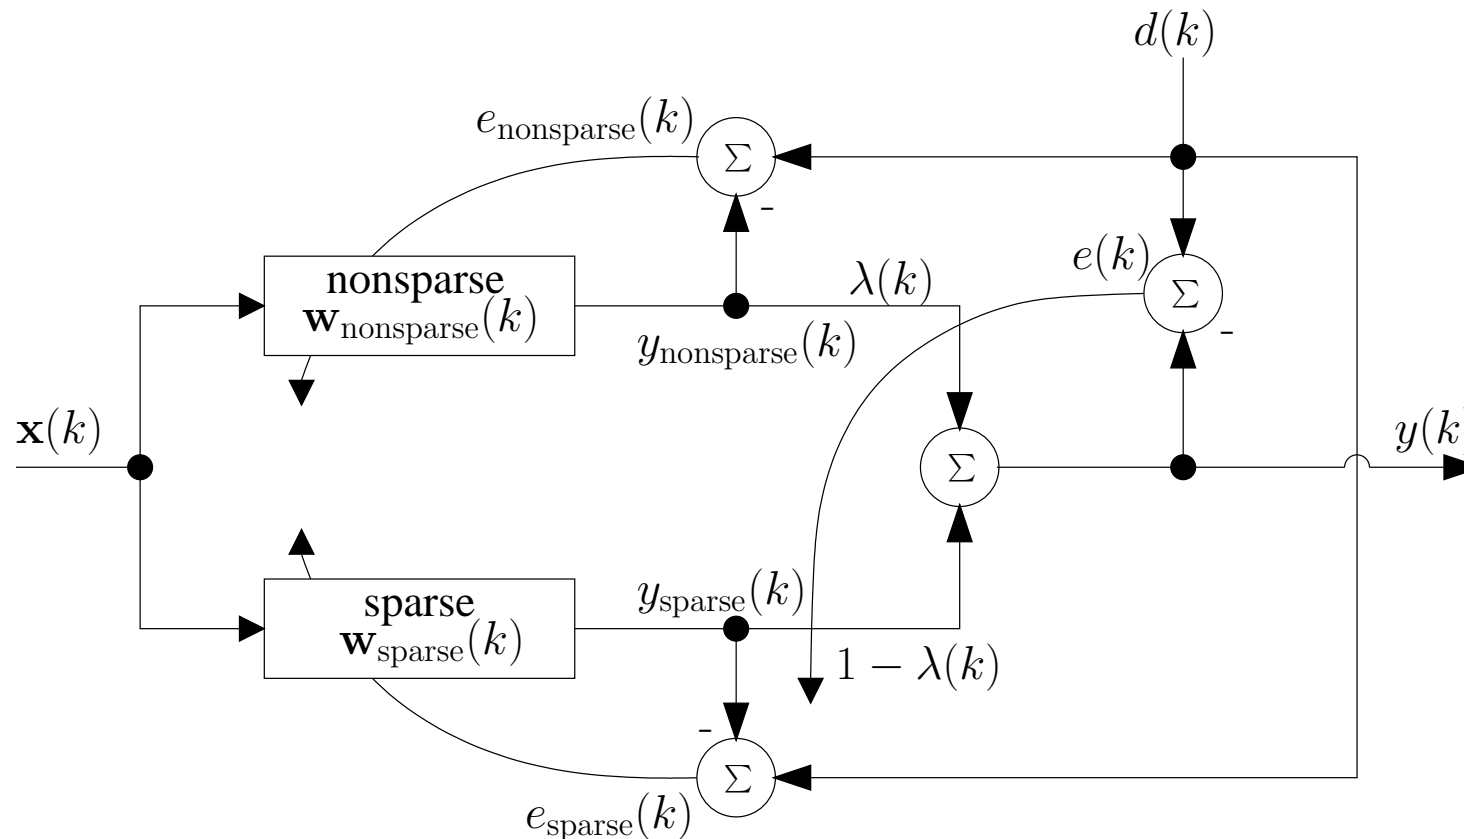 d(k)
e_nonsparse(k)
Σ
-
nonsparse
w_nonsparse(k)
λ(k)
e(k)
Σ
-
y_nonsparse(k)
x(k)
Σ
y(k)
sparse
w_sparse(k)
y_sparse(k)
1 − λ(k)
-
Σ
e_sparse(k)